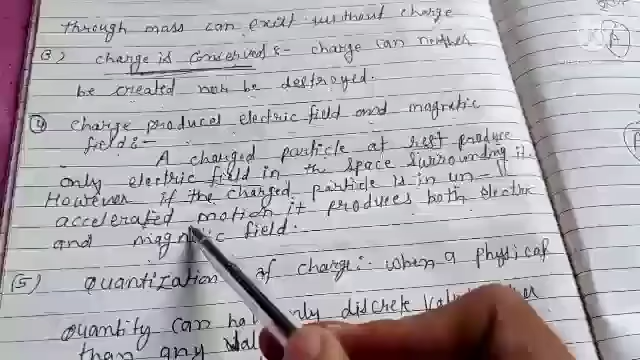 through mass can exist without charge
(3) charge is conserved :- charge can neither
be created nor be destroyed.
(4) charge produces electric field and magnetic
field :-
A charged particle at rest produce
only electric field in the space surrounding it.
However if the charged particle is in un-
accelerated motion it produces both electric
and magnetic field.
(5) Quantization of charge :- when a physical
quantity can only discrete
than any